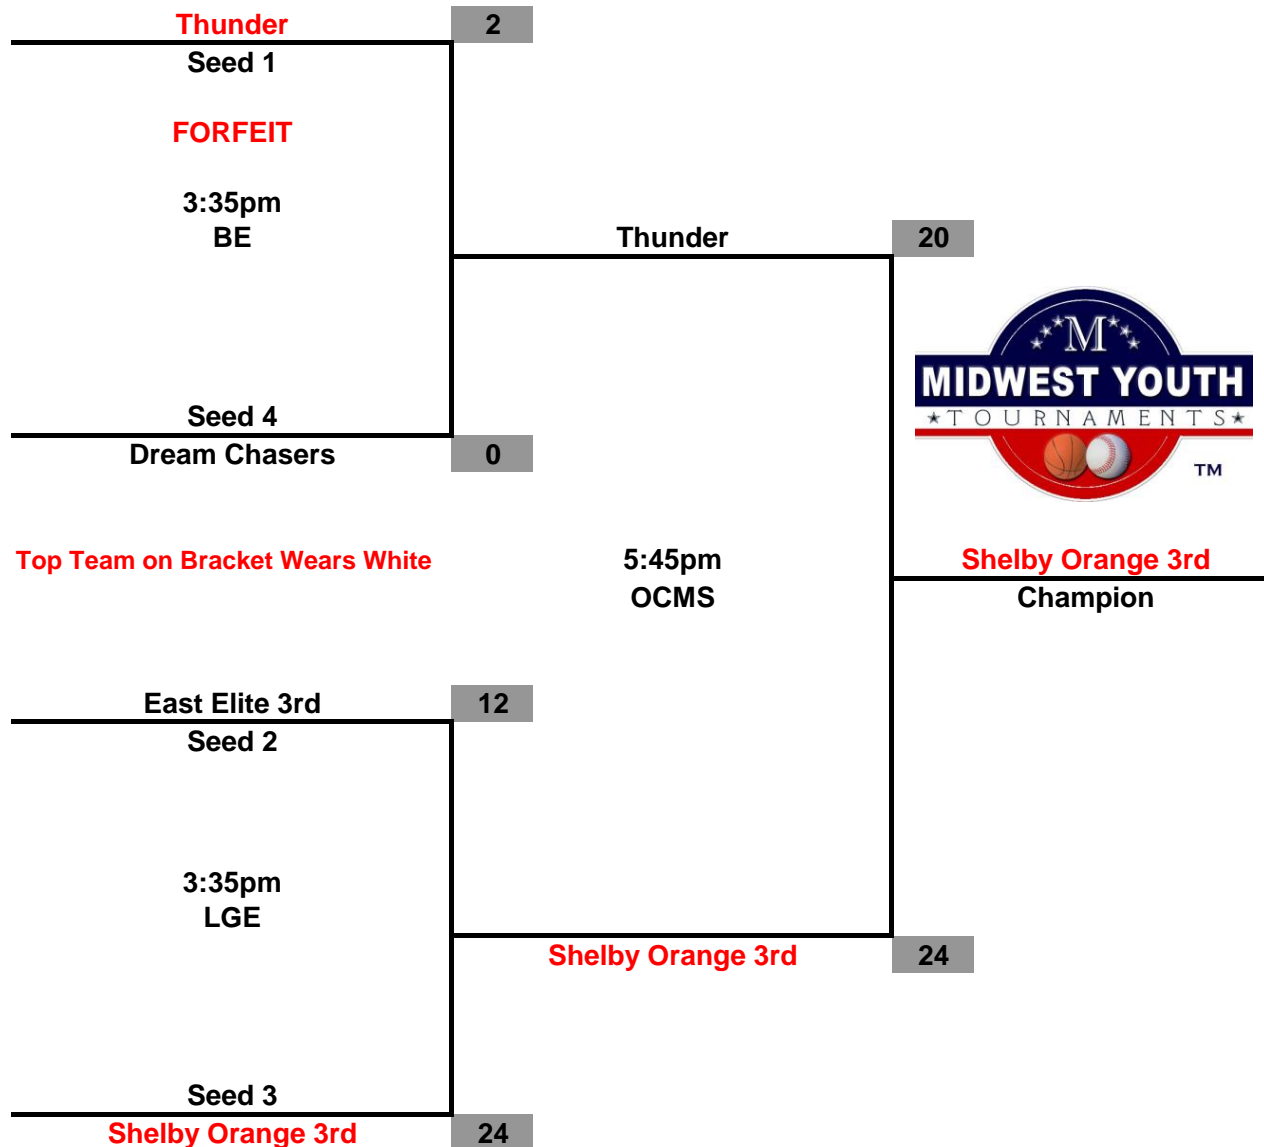 Thunder 2
Seed 1
FORFEIT
3:35pm
BE
Thunder 20
M
MIDWEST YOUTH
★TOURNAMENTS★
TM
Seed 4
Dream Chasers 0
Top Team on Bracket Wears White
5:45pm
OCMS
Shelby Orange 3rd
Champion
East Elite 3rd 12
Seed 2
3:35pm
LGE
Shelby Orange 3rd 24
Seed 3
Shelby Orange 3rd 24